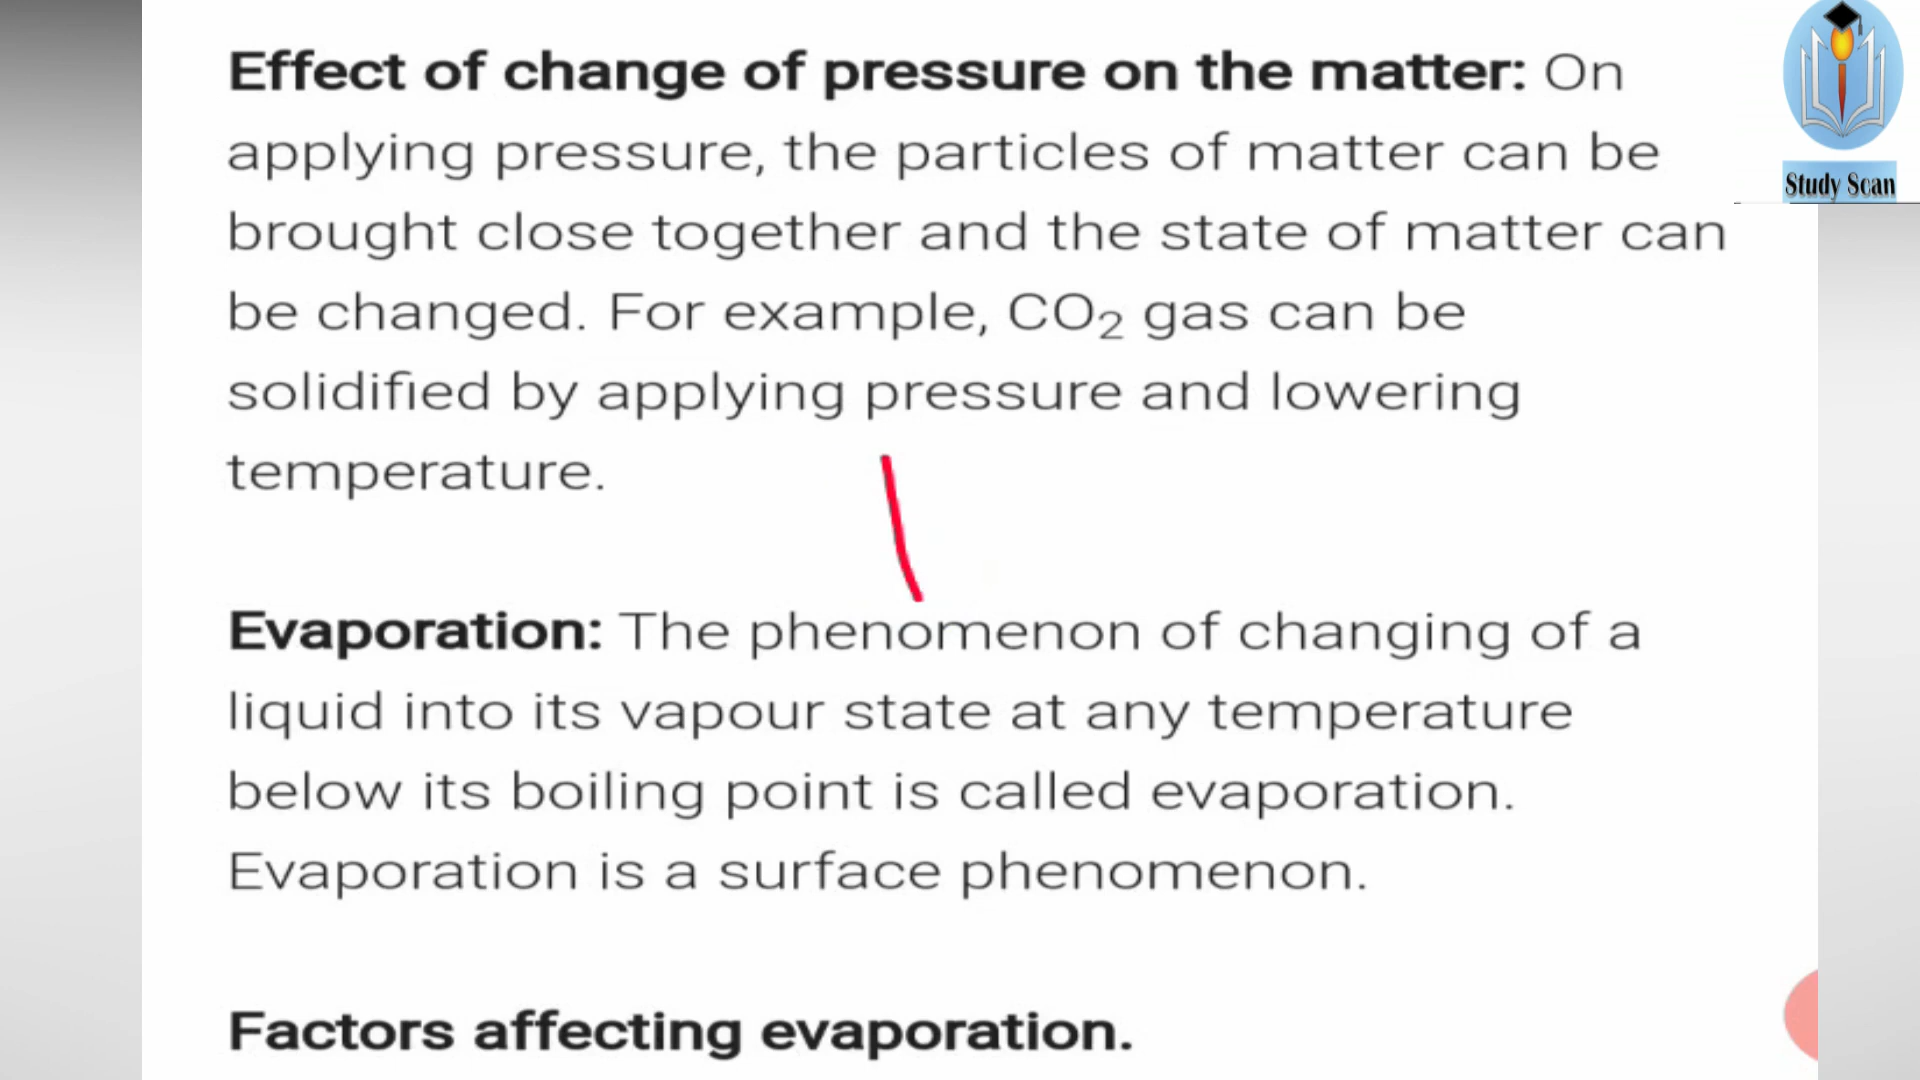 Effect of change of pressure on the matter: On
applying pressure, the particles of matter can be
brought close together and the state of matter can
be changed. For example, CO₂ gas can be
solidified by applying pressure and lowering
temperature.
Evaporation: The phenomenon of changing of a
liquid into its vapour state at any temperature
below its boiling point is called evaporation.
Evaporation is a surface phenomenon.
Factors affecting evaporation.
Study Scan